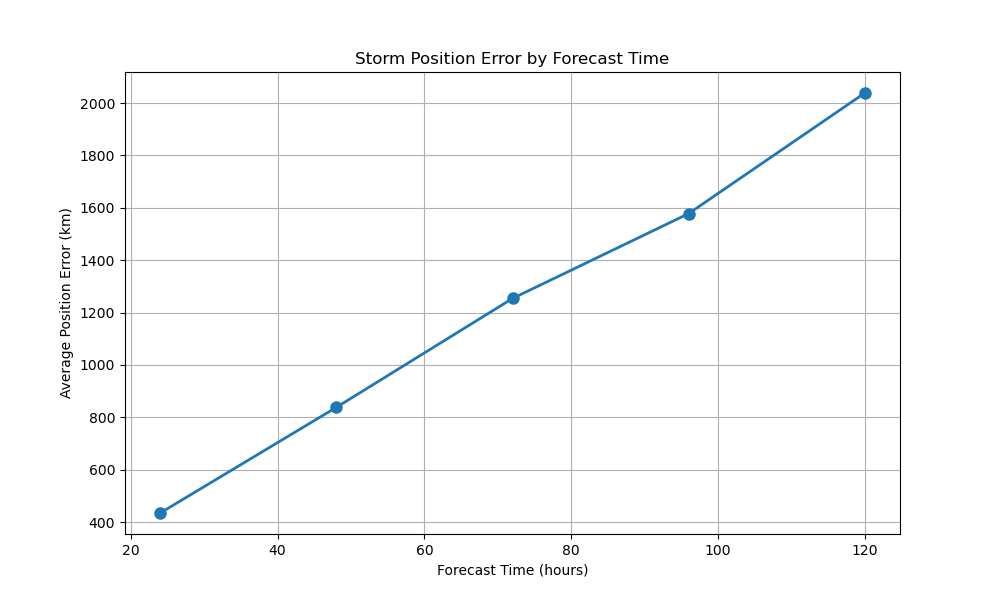 Storm Position Error by Forecast Time
2000
1800
1600
1400
1200
1000
800
600
400
Average Position Error (km)
20 40 60 80 100 120
Forecast Time (hours)